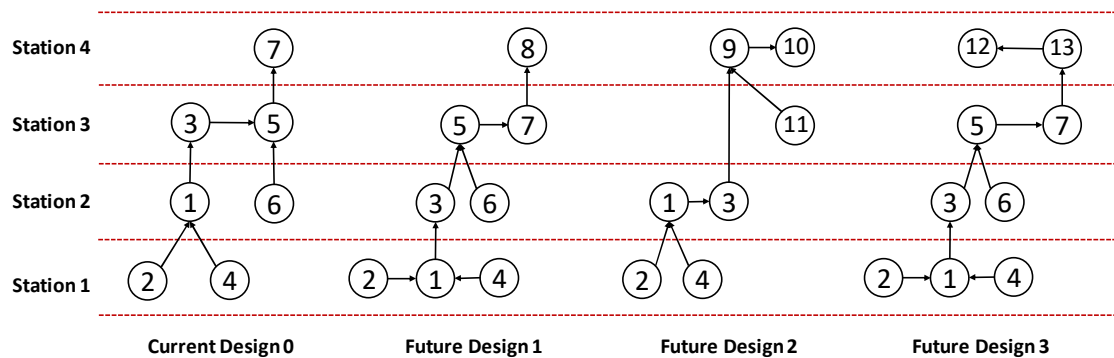 Station 4 7 8 9 10 12 13
Station 3 3 5 5 7 11 5 7
Station 2 1 6 3 6 1 3 3 6
Station 1 2 4 2 1 4 2 4 2 1 4
Current Design 0 Future Design 1 Future Design 2 Future Design 3